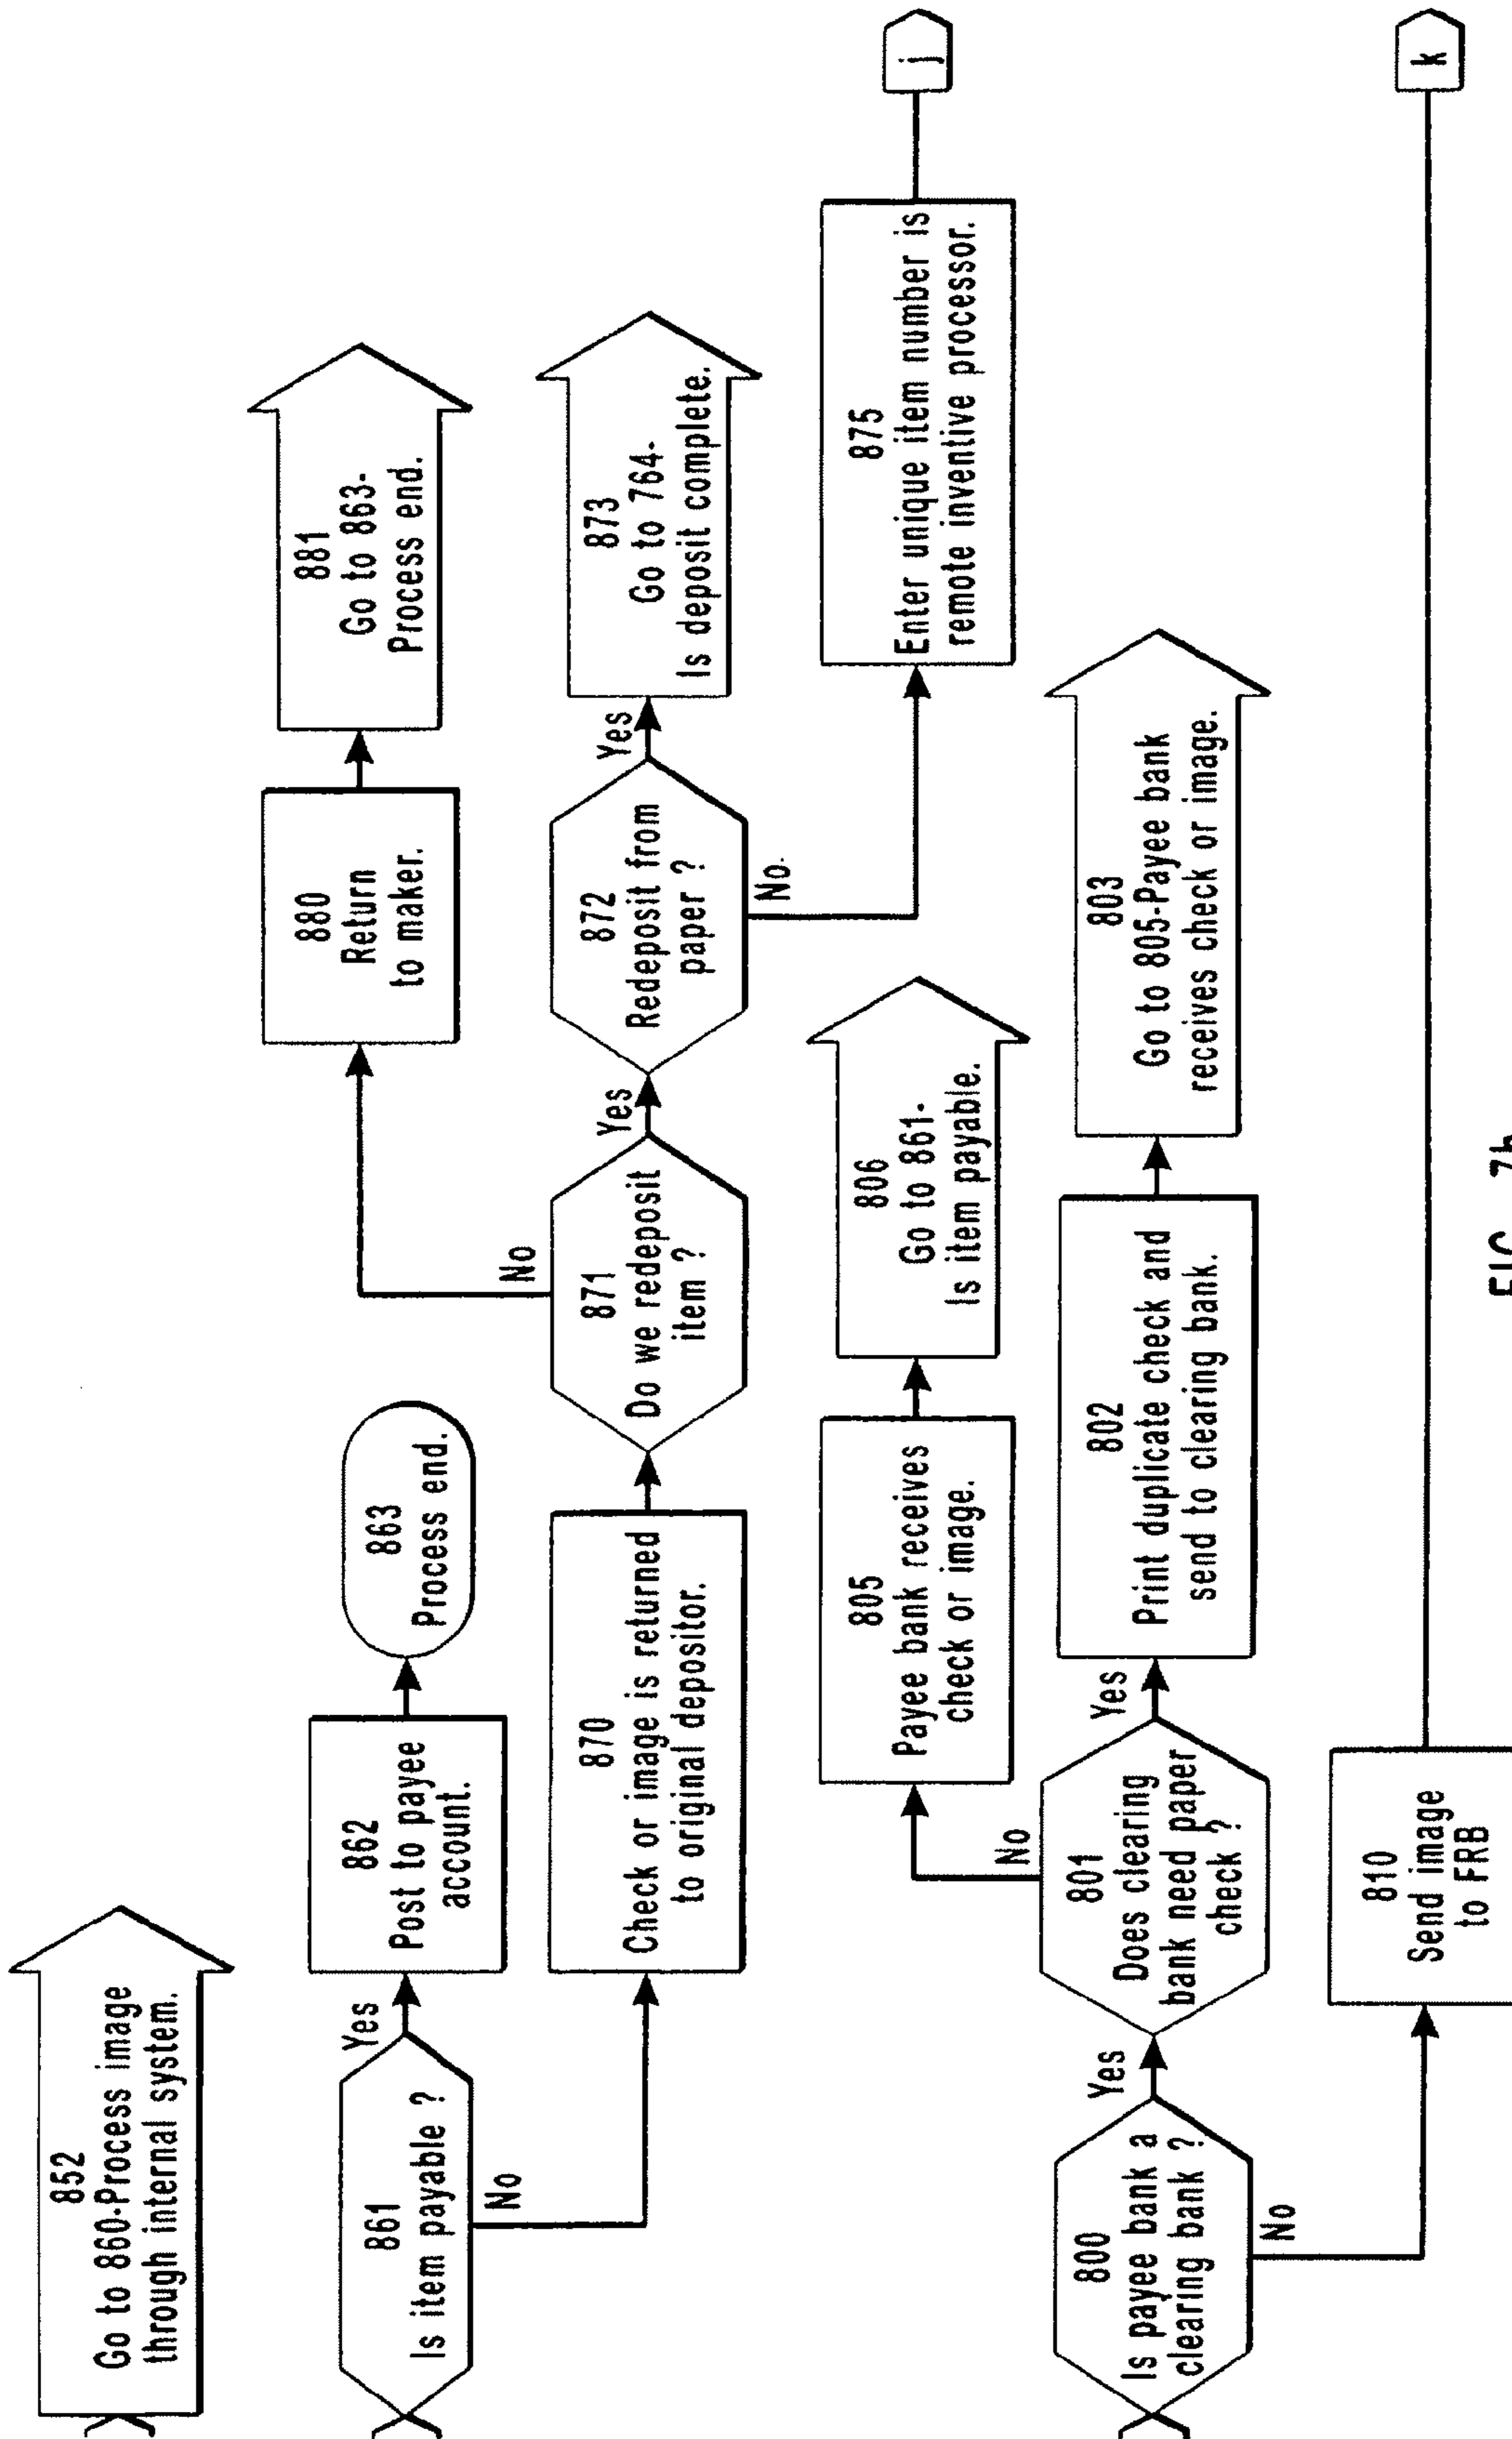 852
Go to 860-Process image
through internal system.
861
Is item payable ?
Yes
No
862
Post to payee
account.
863
Process end.
870
Check or image is returned
to original depositor.
871
Do we redeposit
item ?
No
Yes
880
Return
to maker.
881
Go to 863-
Process end.
872
Redeposit from
paper ?
Yes
No.
873
Go to 764-
Is deposit complete.
875
Enter unique item number is
remote inventive processor.
j
800
Is payee bank a
clearing bank ?
Yes
No
801
Does clearing
bank need paper
check ?
No
Yes
805
Payee bank receives
check or image.
806
Go to 861-
Is item payable.
802
Print duplicate check and
send to clearing bank.
803
Go to 805-Payee bank
receives check or image.
810
Send image
to FRB
k